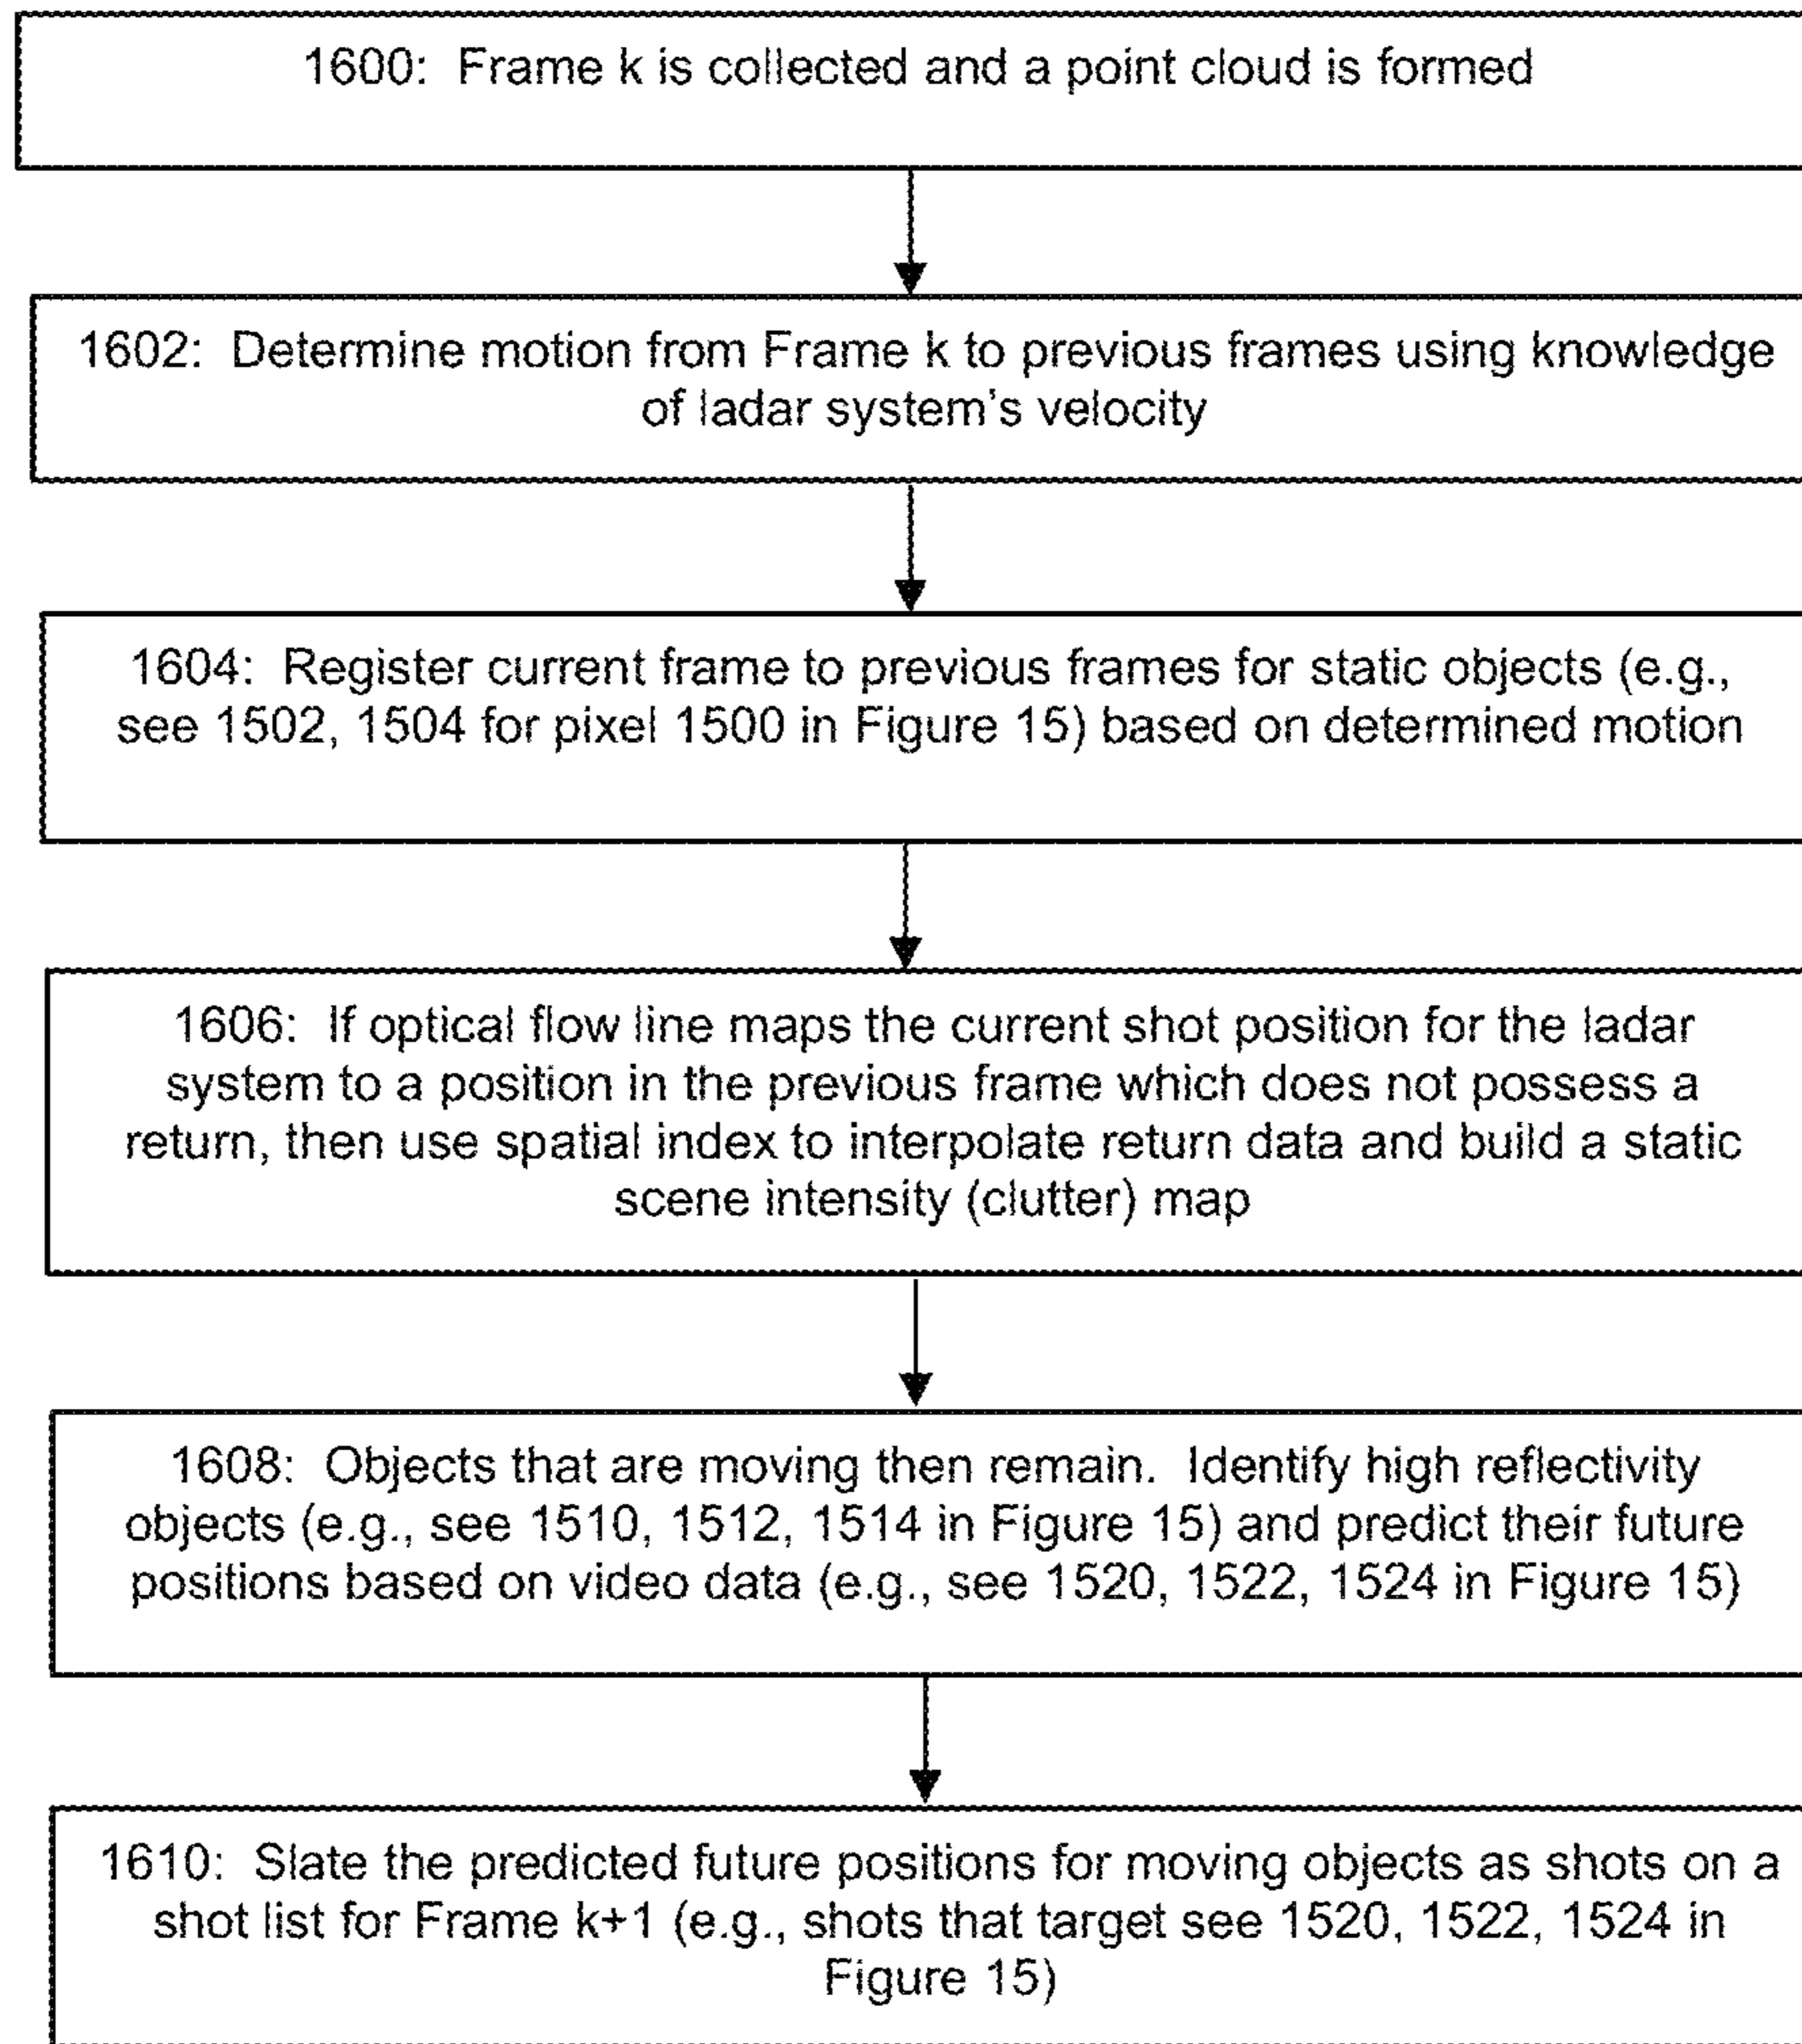 1600: Frame k is collected and a point cloud is formed
1602: Determine motion from Frame k to previous frames using knowledge
of ladar system's velocity
1604: Register current frame to previous frames for static objects (e.g.,
see 1502, 1504 for pixel 1500 in Figure 15) based on determined motion
1606: If optical flow line maps the current shot position for the ladar
system to a position in the previous frame which does not possess a
return, then use spatial index to interpolate return data and build a static
scene intensity (clutter) map
1608: Objects that are moving then remain. Identify high reflectivity
objects (e.g., see 1510, 1512, 1514 in Figure 15) and predict their future
positions based on video data (e.g., see 1520, 1522, 1524 in Figure 15)
1610: Slate the predicted future positions for moving objects as shots on a
shot list for Frame k+1 (e.g., shots that target see 1520, 1522, 1524 in
Figure 15)